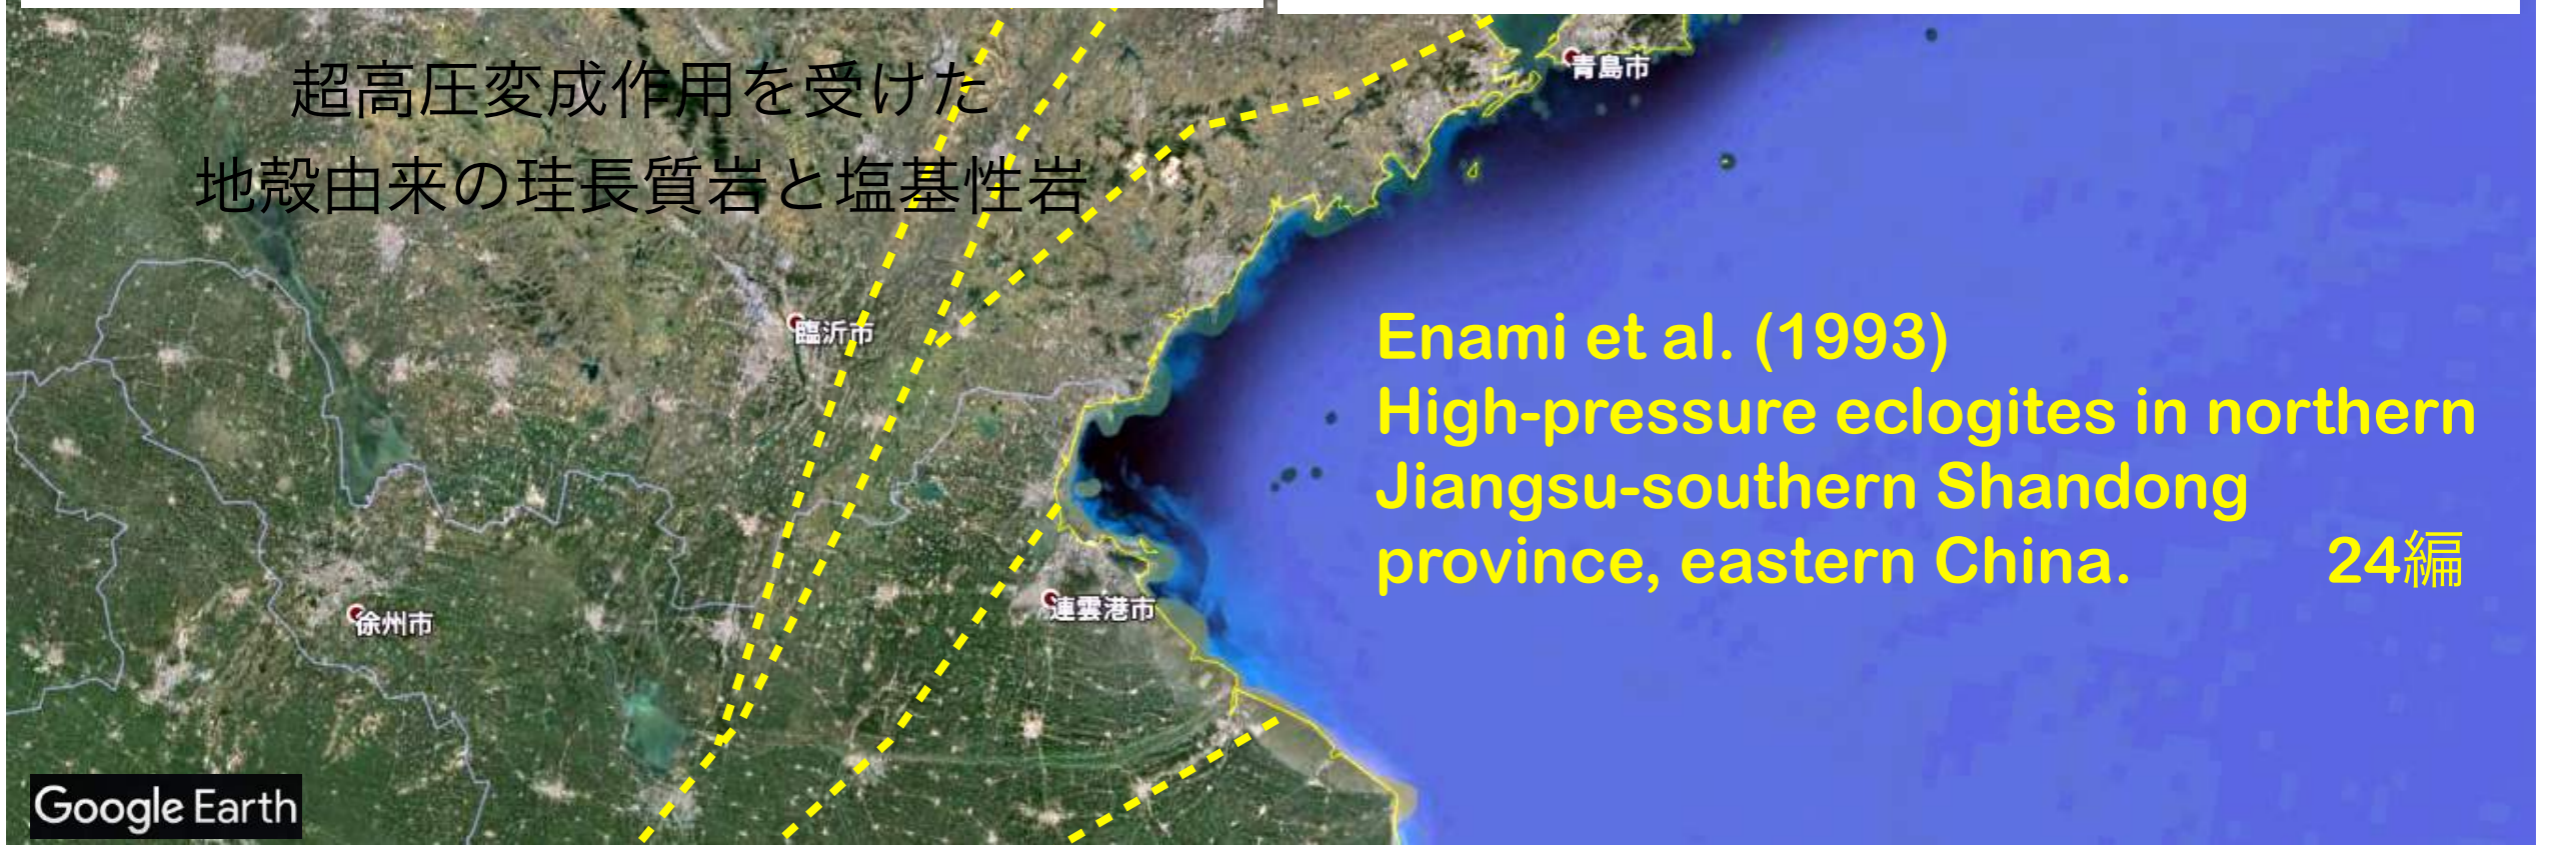 超高圧変成作用を受けた
地殻由来の珪長質岩と塩基性岩
青島市
臨沂市
Enami et al. (1993)
High-pressure eclogites in northern
Jiangsu-southern Shandong
province, eastern China. 24編
連雲港市
徐州市
Google Earth